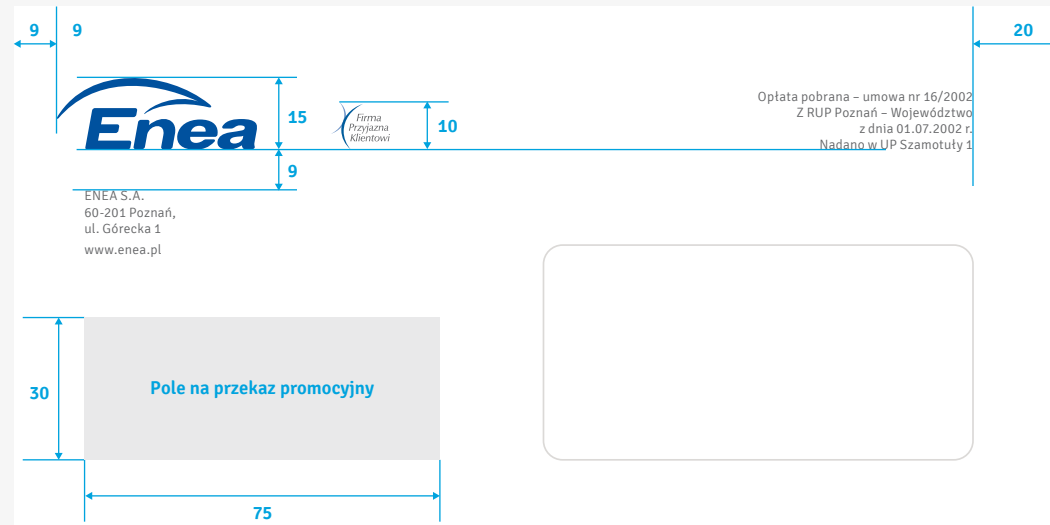 9
9
20
Enea
15
Firma
Przyjazna
Klientowi
10
Opłata pobrana – umowa nr 16/2002
Z RUP Poznań – Województwo
z dnia 01.07.2002 r.
Nadano w UP Szamotuły 1
9
ENEA S.A.
60-201 Poznań,
ul. Górecka 1
www.enea.pl
30
Pole na przekaz promocyjny
75